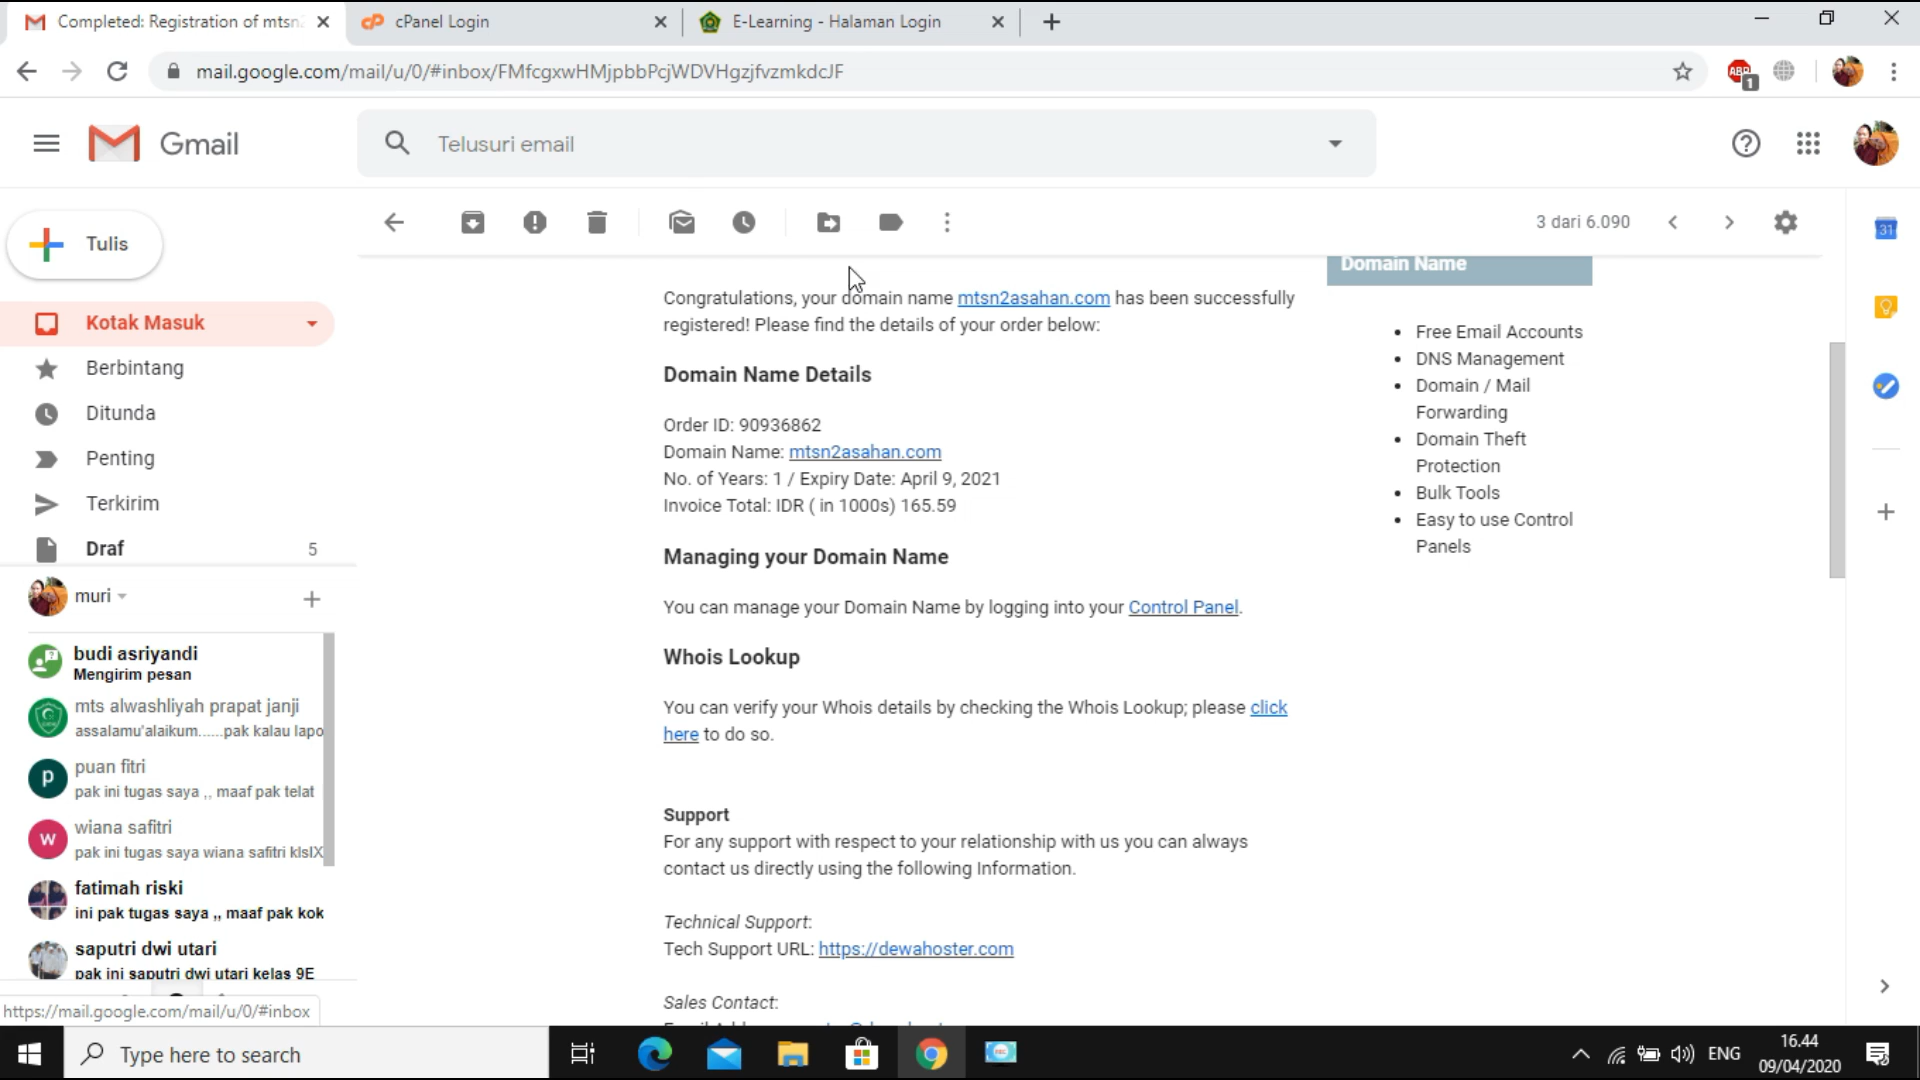 Completed: Registration of mtsn
cPanel Login
E-Learning - Halaman Login
mail.google.com/mail/u/0/#inbox/FMfcgxwHMjpbbPcjWDVHgzjfvzmkdcJF
ABP
1
Gmail
Telusuri email
3 dari 6.090
Tulis
Kotak Masuk
Berbintang
Ditunda
Penting
Terkirim
Draf 5
muri
budi asriyandi
Mengirim pesan
mts alwashliyah prapat janji
assalamu'alaikum......pak kalau lapo
puan fitri
pak ini tugas saya ,, maaf pak telat
wiana safitri
pak ini tugas saya wiana safitri klsIX
fatimah riski
ini pak tugas saya ,, maaf pak kok
saputri dwi utari
pak ini saputri dwi utari kelas 9E
https://mail.google.com/mail/u/0/#inbox
Congratulations, your domain name mtsn2asahan.com has been successfully
registered! Please find the details of your order below:
Domain Name Details
Order ID: 90936862
Domain Name: mtsn2asahan.com
No. of Years: 1 / Expiry Date: April 9, 2021
Invoice Total: IDR ( in 1000s) 165.59
Managing your Domain Name
You can manage your Domain Name by logging into your Control Panel.
Whois Lookup
You can verify your Whois details by checking the Whois Lookup; please click
here to do so.
Support
For any support with respect to your relationship with us you can always
contact us directly using the following Information.
Technical Support:
Tech Support URL: https://dewahoster.com
Sales Contact:
Domain Name
Free Email Accounts
DNS Management
Domain / Mail
Forwarding
Domain Theft
Protection
Bulk Tools
Easy to use Control
Panels
31
P
w
Type here to search
ENG
16.44
09/04/2020